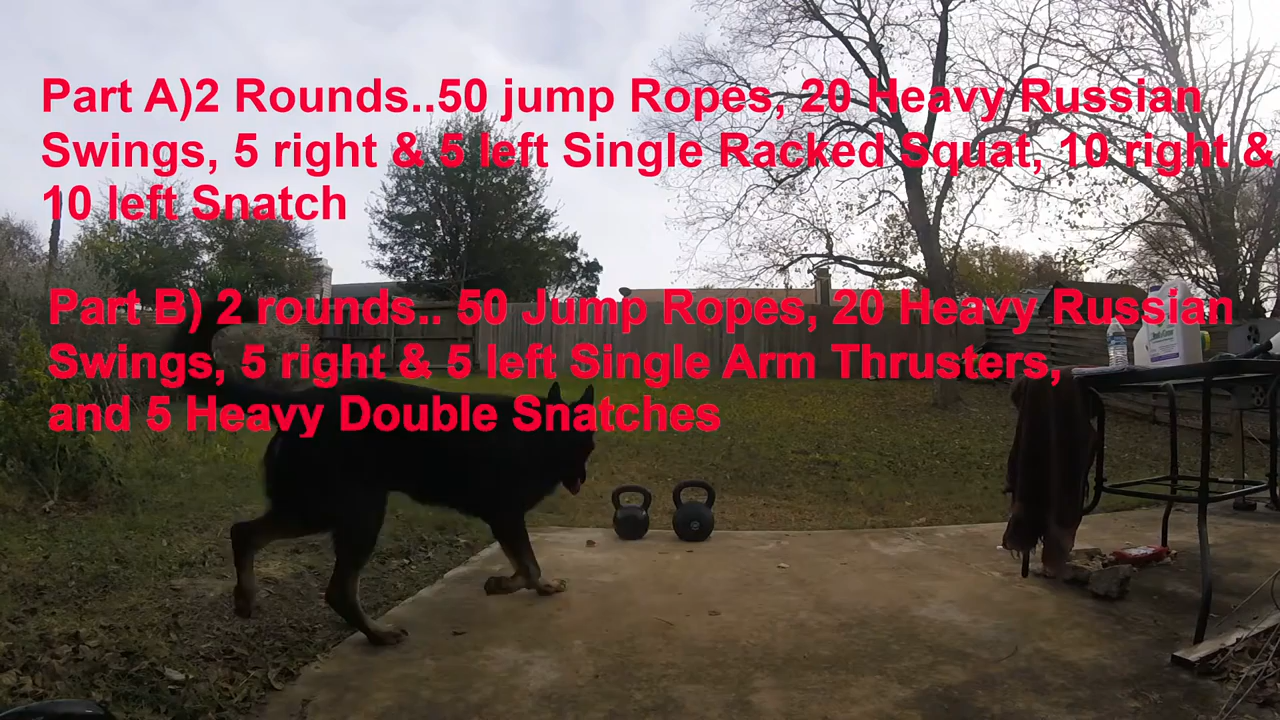 Part A)2 Rounds..50 jump Ropes, 20 Heavy Russian
Swings, 5 right & 5 left Single Racked Squat, 10 right &
10 left Snatch
Part B) 2 rounds.. 50 Jump Ropes, 20 Heavy Russian
Swings, 5 right & 5 left Single Arm Thrusters,
and 5 Heavy Double Snatches